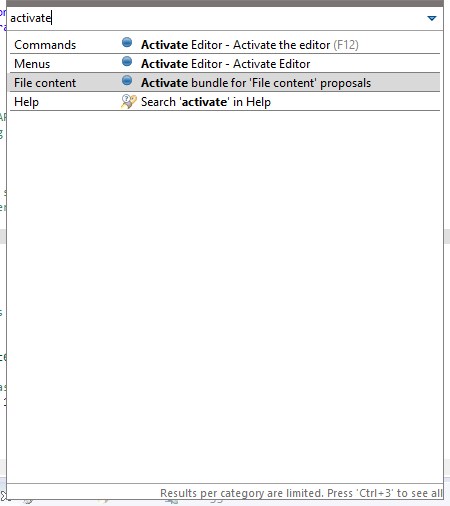 activate
Commands Activate Editor - Activate the editor (F12)
Menus Activate Editor - Activate Editor
File content Activate bundle for 'File content' proposals
Help Search 'activate' in Help
Results per category are limited. Press 'Ctrl+3' to see all